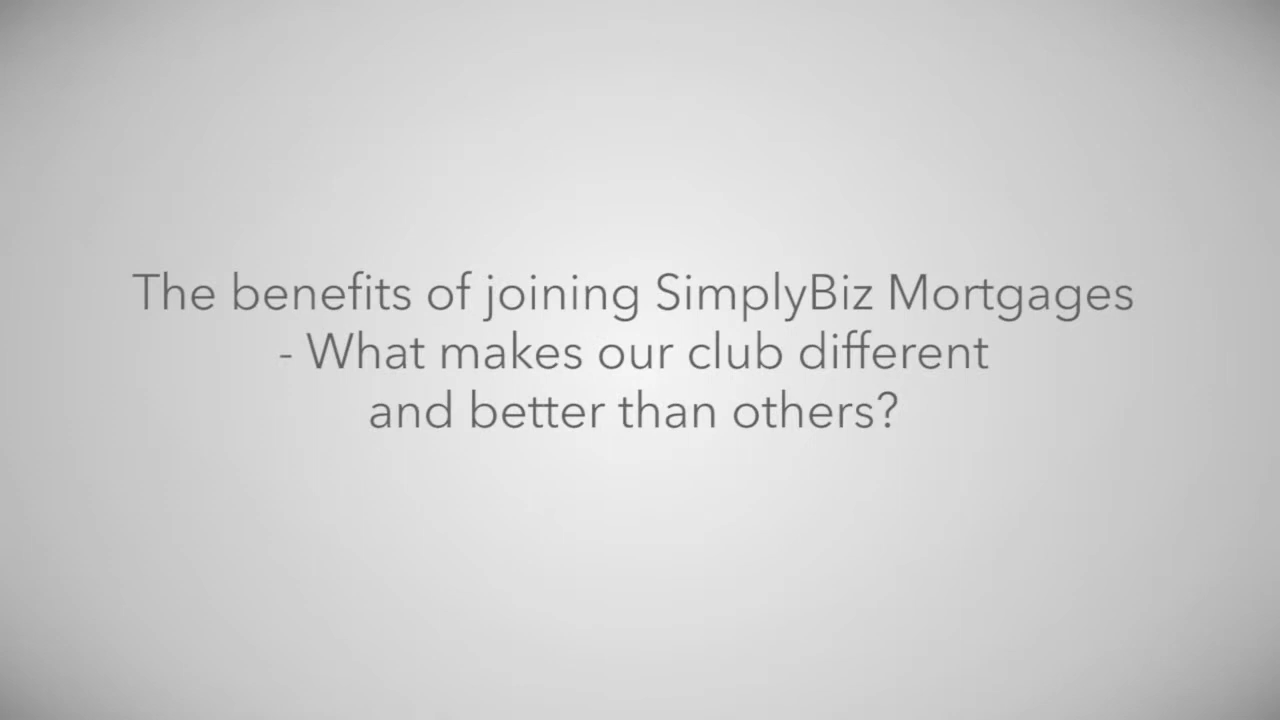 The benefits of joining SimplyBiz Mortgages
- What makes our club different
and better than others?